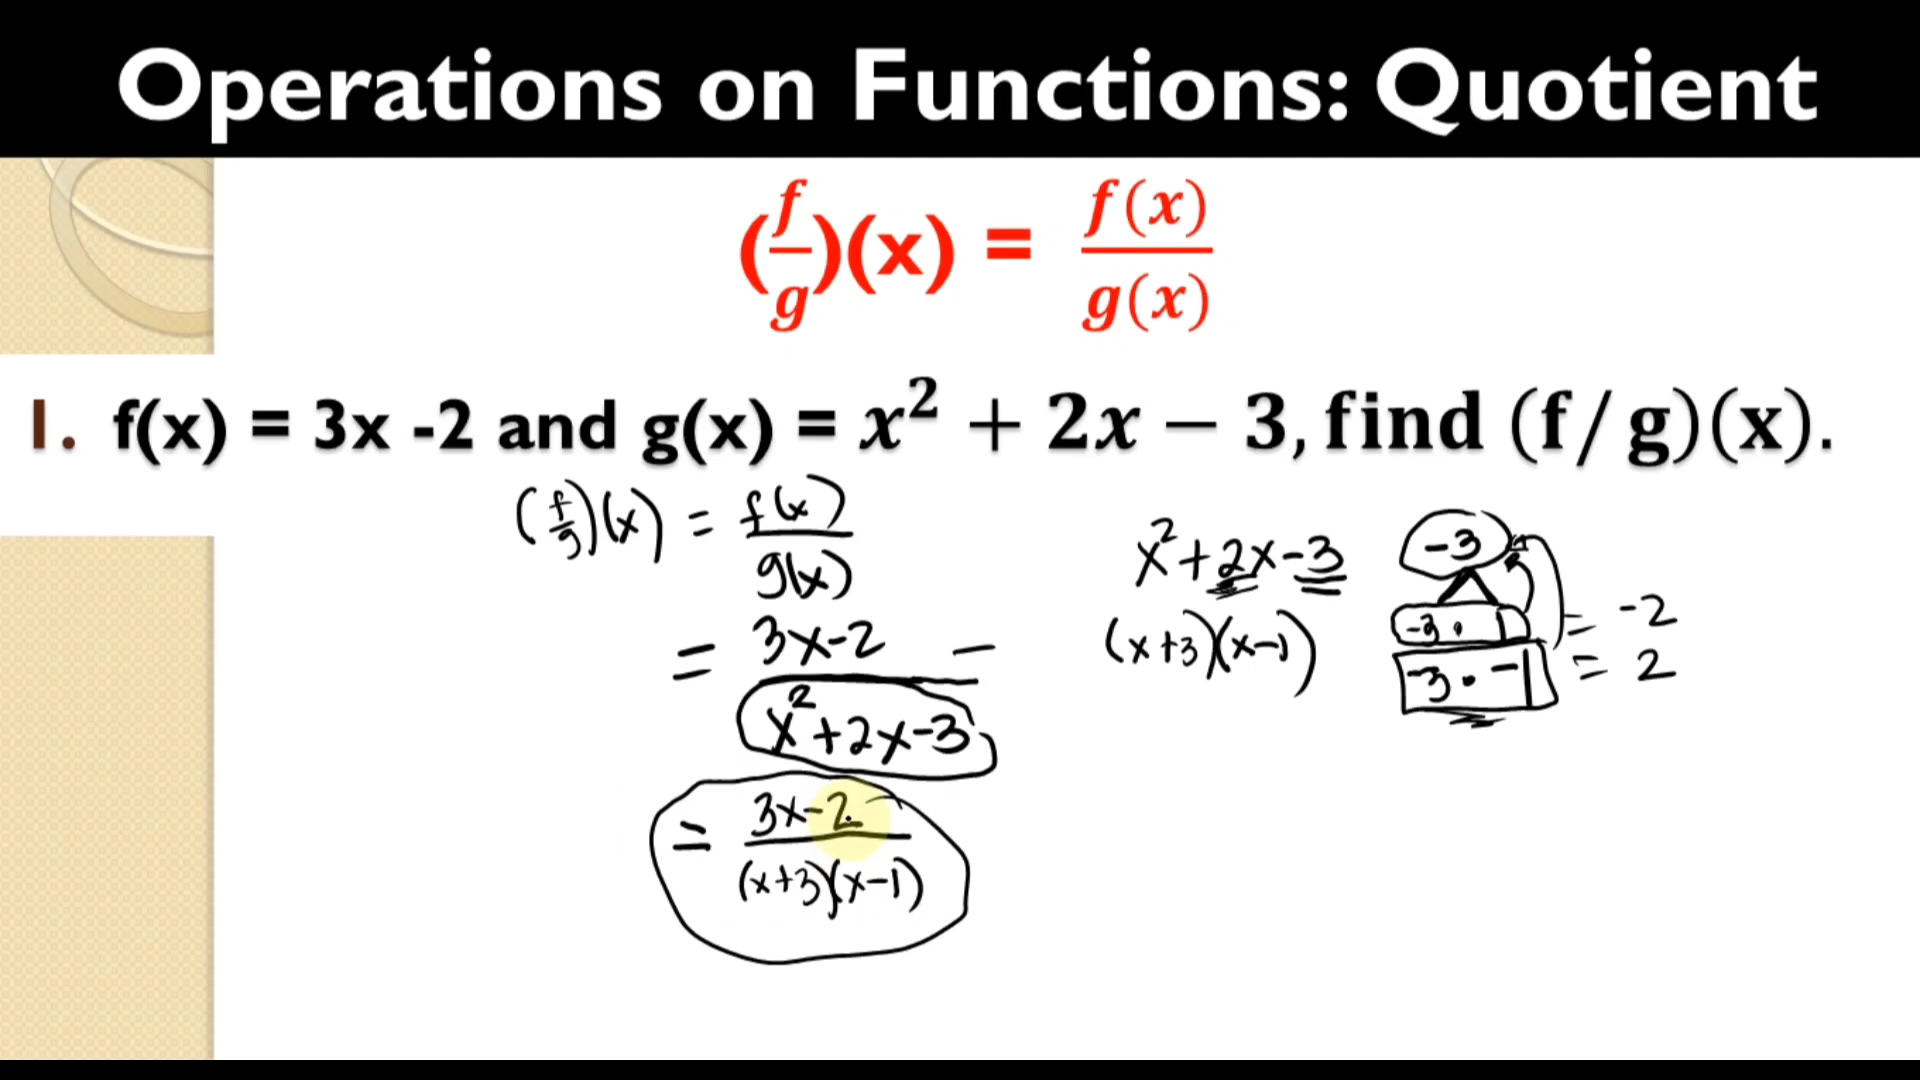 Operations on Functions: Quotient
(f/g)(x) = f(x)/g(x)
1. f(x) = 3x -2 and g(x) = x² + 2x − 3, find (f/g)(x).
(f/g)(x) = f(x)/g(x)
= 3x-2 / x²+2x-3
= 3x-2 / (x+3)(x-1)
x²+2x-3
(x+3)(x-1)
-3
-3 · 1 = -2
3 · -1 = 2